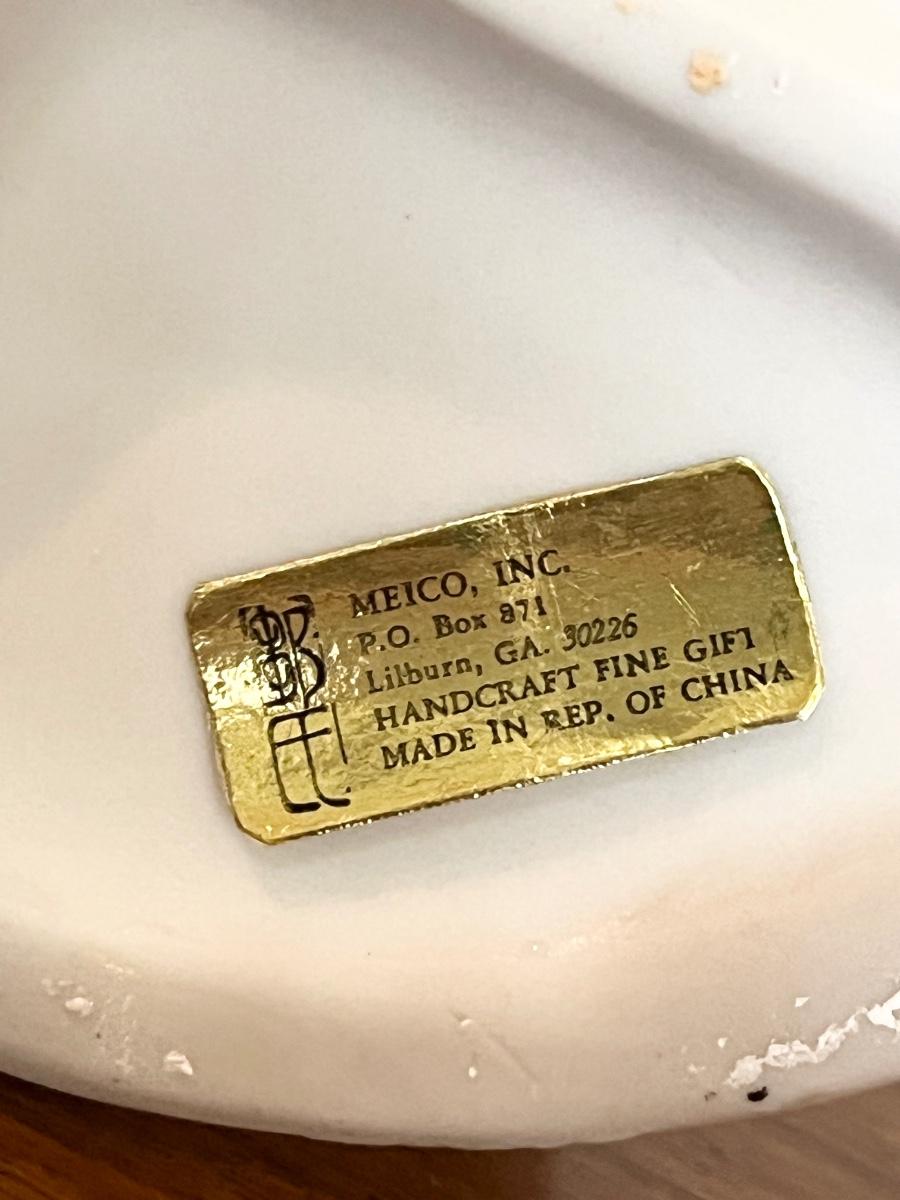 MEICO, INC.
P.O. Box 871
Lilburn, GA. 30226
HANDCRAFT FINE GIFT
MADE IN REP. OF CHINA